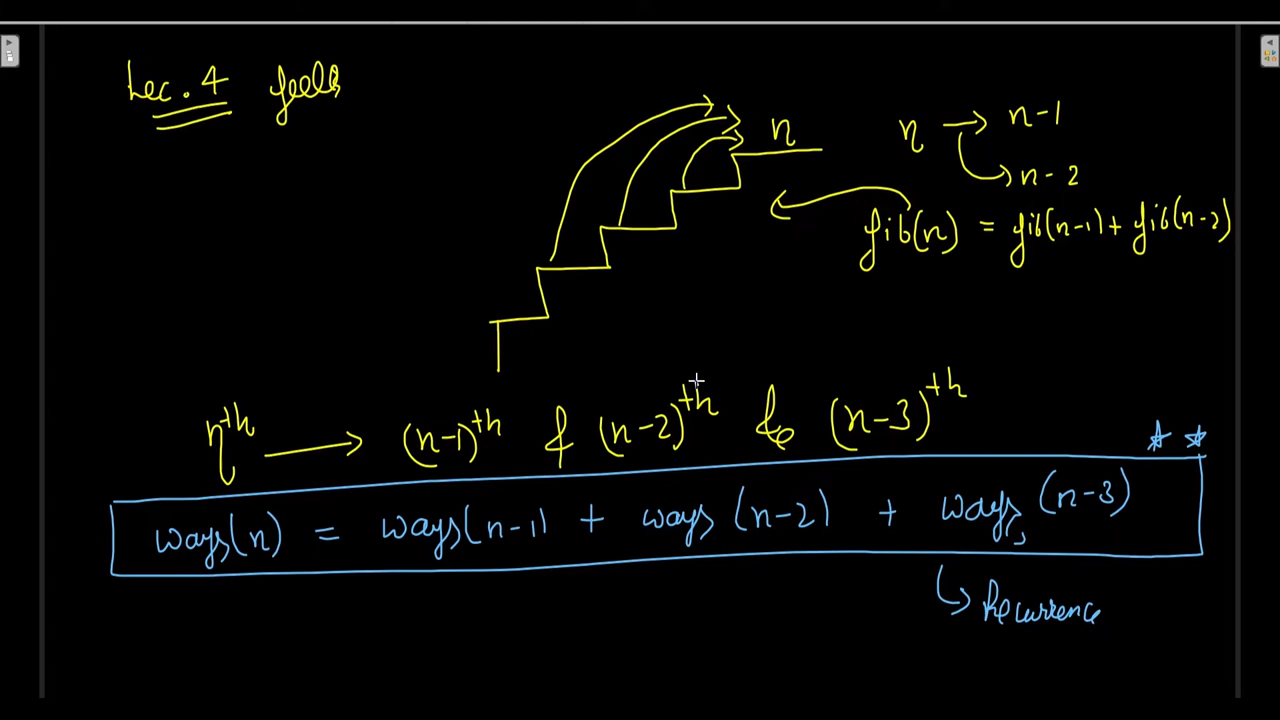 Lec. 4 feels
n
n → n-1
→ n-2
fib(n) = fib(n-1) + fib(n-2)
nth → (n-1)th & (n-2)th & (n-3)th
ways(n) = ways(n-1) + ways(n-2) + ways(n-3)
Recurrence